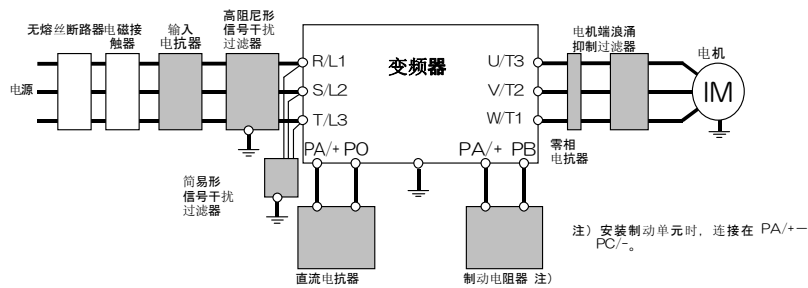 无熔丝断路器
电磁接
触器
输入
电抗器
高阻尼形
信号干扰
过滤器
电源
R/L1
S/L2
T/L3
变频器
U/T3
V/T2
W/T1
电机端浪涌
抑制过滤器
电机
IM
零相
电抗器
PA/+
PO
PA/+
PB
简易形
信号干扰
过滤器
直流电抗器
制动电阻器 注）
注）安装制动单元时，连接在 PA/+－
PC/-。